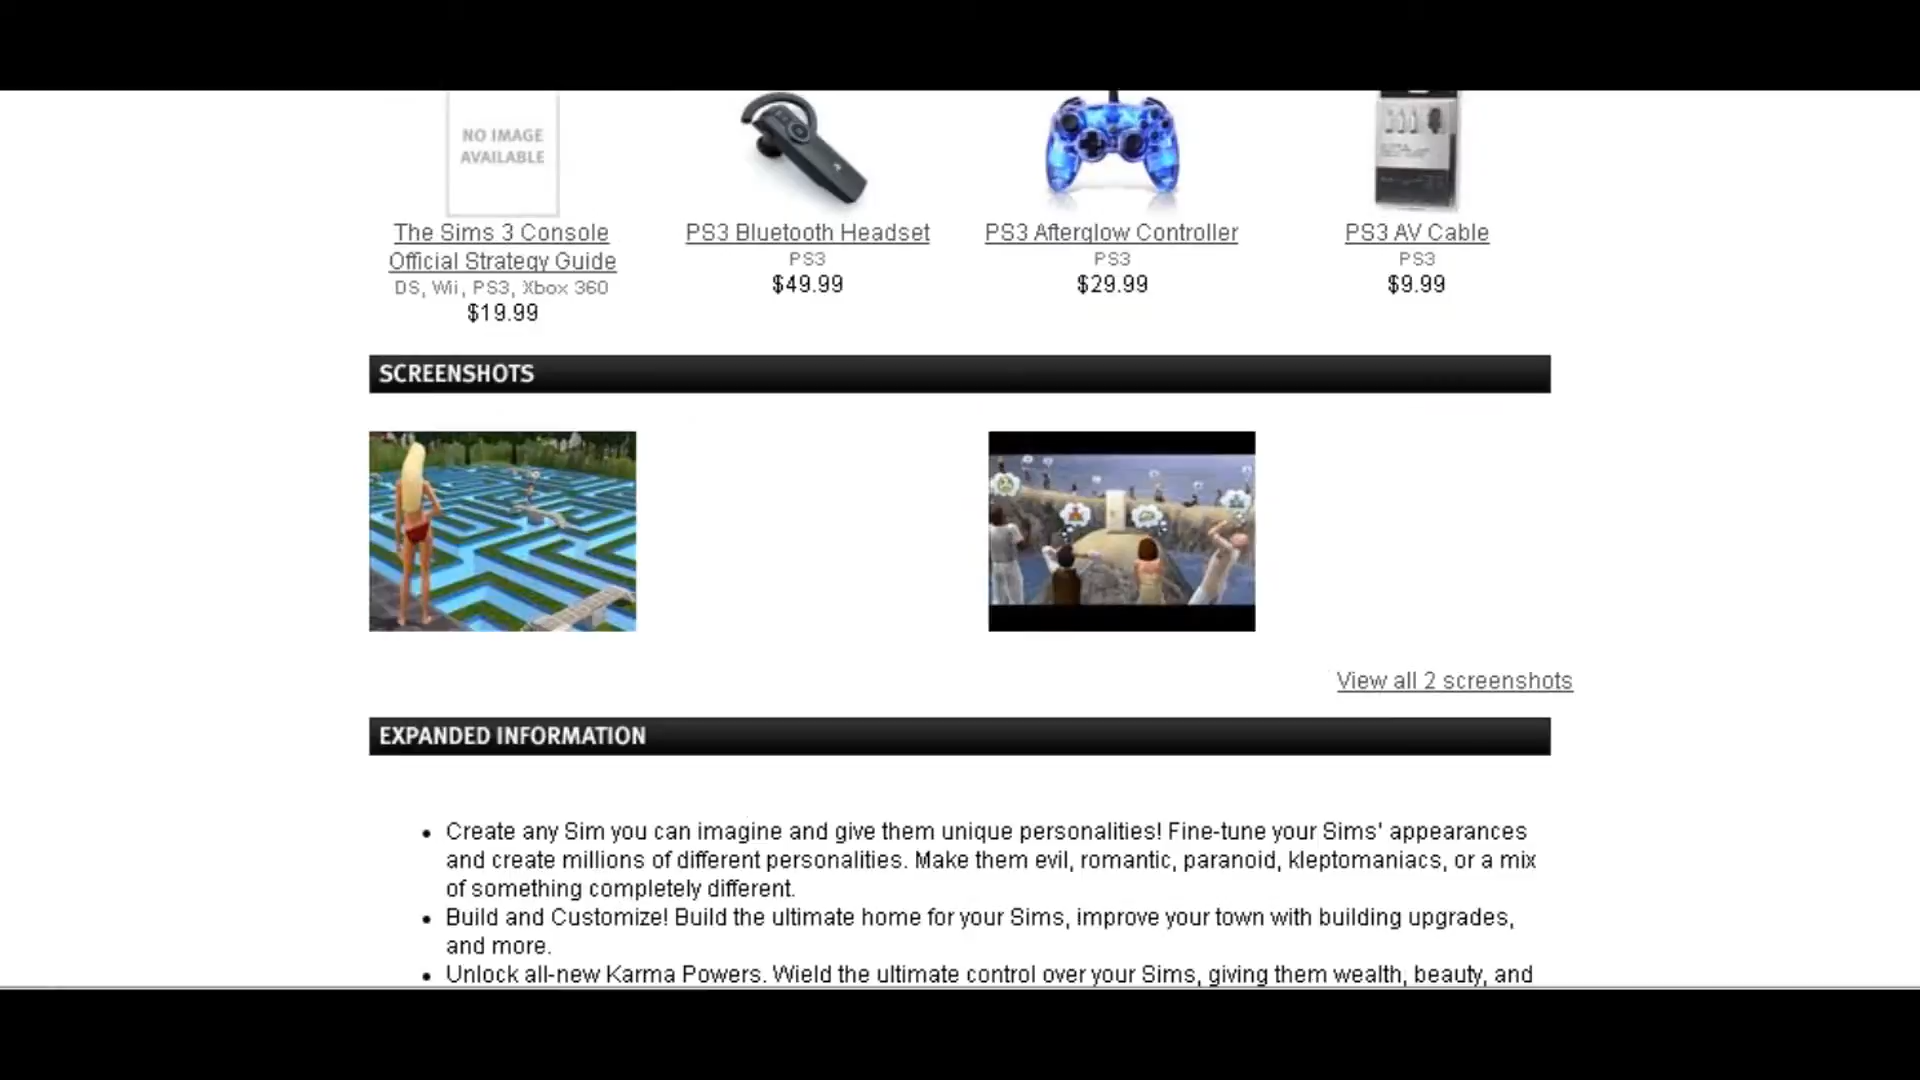 NO IMAGE
AVAILABLE
The Sims 3 Console
Official Strategy Guide
DS, Wii, PS3, Xbox 360
$19.99
PS3 Bluetooth Headset
PS3
$49.99
PS3 Afterglow Controller
PS3
$29.99
PS3 AV Cable
PS3
$9.99
SCREENSHOTS
View all 2 screenshots
EXPANDED INFORMATION
• Create any Sim you can imagine and give them unique personalities! Fine-tune your Sims' appearances
and create millions of different personalities. Make them evil, romantic, paranoid, kleptomaniacs, or a mix
of something completely different.
• Build and Customize! Build the ultimate home for your Sims, improve your town with building upgrades,
and more.
• Unlock all-new Karma Powers. Wield the ultimate control over your Sims, giving them wealth, beauty, and